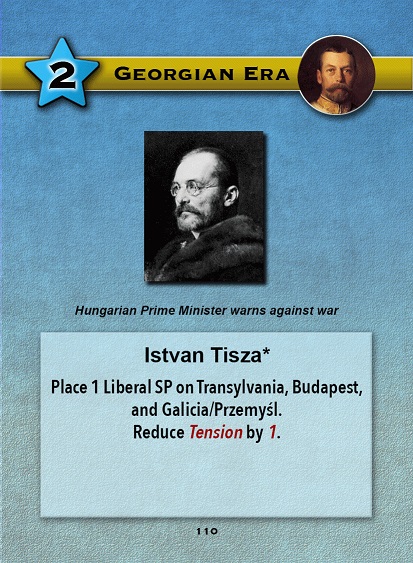 2
Georgian Era
Hungarian Prime Minister warns against war
Istvan Tisza*
Place 1 Liberal SP on Transylvania, Budapest,
and Galicia/Przemyśl.
Reduce Tension by 1.
110